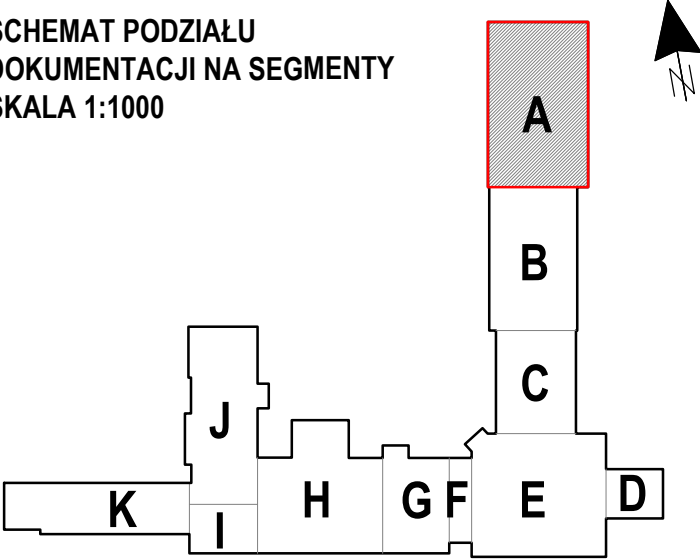 SCHEMAT PODZIAŁU
DOKUMENTACJI NA SEGMENTY
SKALA 1:1000
N
A
B
C
J
K
I
H
G
F
E
D